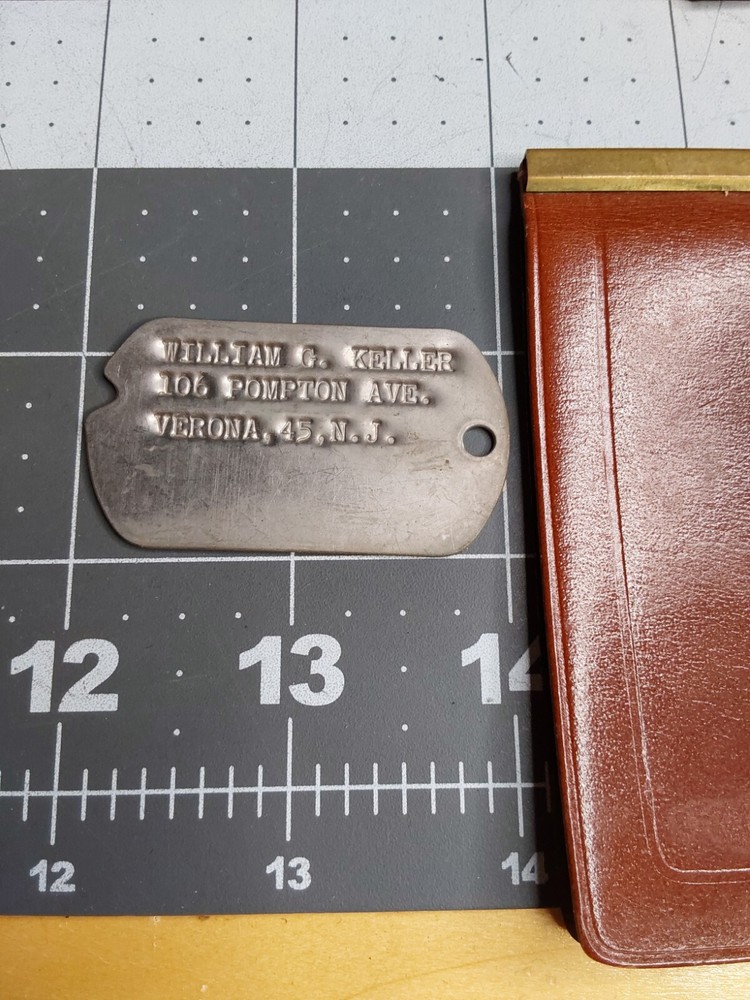 WILLIAM G. KELLER
106 POMPTON AVE.
VERONA,45,N.J.
12 13 14
12 13 14